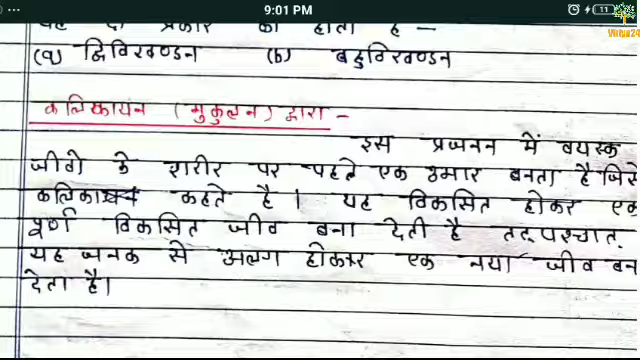 9:01 PM
11
यह दो प्रकार का होता है –
(a) द्विविखण्डन (b) बहुविखण्डन
कलिकायन (मुकुलन) द्वारा –
इस प्रजनन में वयस्क
जीवो के शरीर पर पहले एक उभार बनता है जिसे
कलिका कहते है। यह विकसित होकर एक
पूर्ण विकसित जीव बना देती है तत् पश्चात्
यह जनक से अलग होकर एक नया जीव बन
देता है।